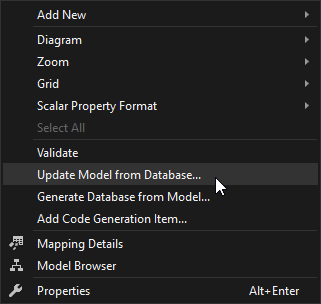 Add New
Diagram
Zoom
Grid
Scalar Property Format
Select All
Validate
Update Model from Database...
Generate Database from Model...
Add Code Generation Item...
Mapping Details
Model Browser
Properties Alt+Enter